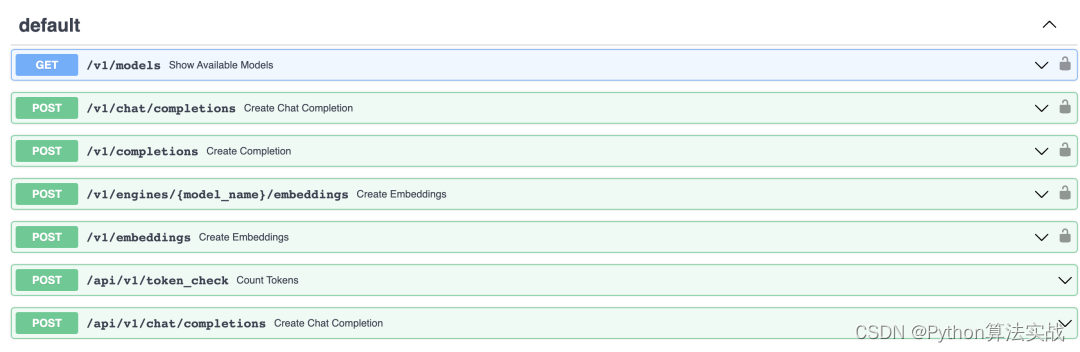 default
GET /v1/models Show Available Models
POST /v1/chat/completions Create Chat Completion
POST /v1/completions Create Completion
POST /v1/engines/{model_name}/embeddings Create Embeddings
POST /v1/embeddings Create Embeddings
POST /api/v1/token_check Count Tokens
POST /api/v1/chat/completions Create Chat Completion
CSDN @Python算法实战